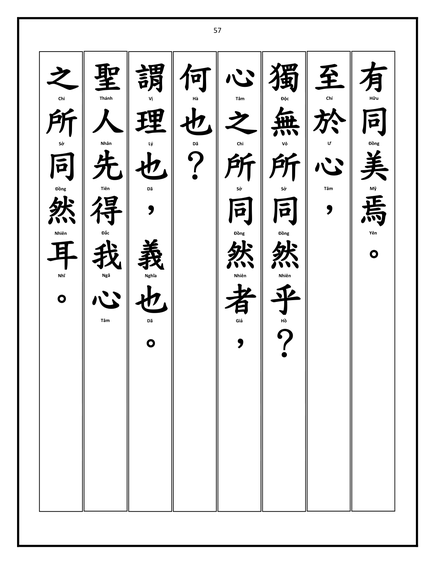 57
有同美焉。
Hữu Đồng Mỹ Yên
至於心，
Chí Ư Tâm
獨無所同然乎？
Độc Vô Sở Đồng Nhiên Hồ
心之所同然者，
Tâm Chi Sở Đồng Nhiên Giả
何也？
Hà Dã
謂理也，義也。
Vị Lý Dã Nghĩa Dã
聖人先得我心
Thánh Nhân Tiên Đắc Ngã Tâm
之所同然耳。
Chi Sở Đồng Nhiên Nhĩ